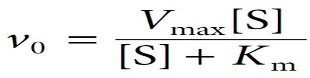 ν₀ = Vmax[S] / ([S] + Km)